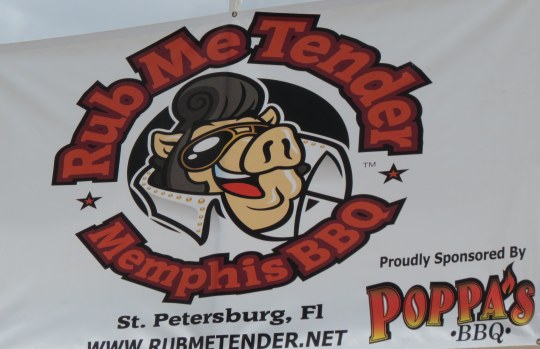 Rub Me Tender
TM
Memphis BBQ
St. Petersburg, Fl
WWW.RUBMETENDER.NET
Proudly Sponsored By
POPPA'S
•BBQ•